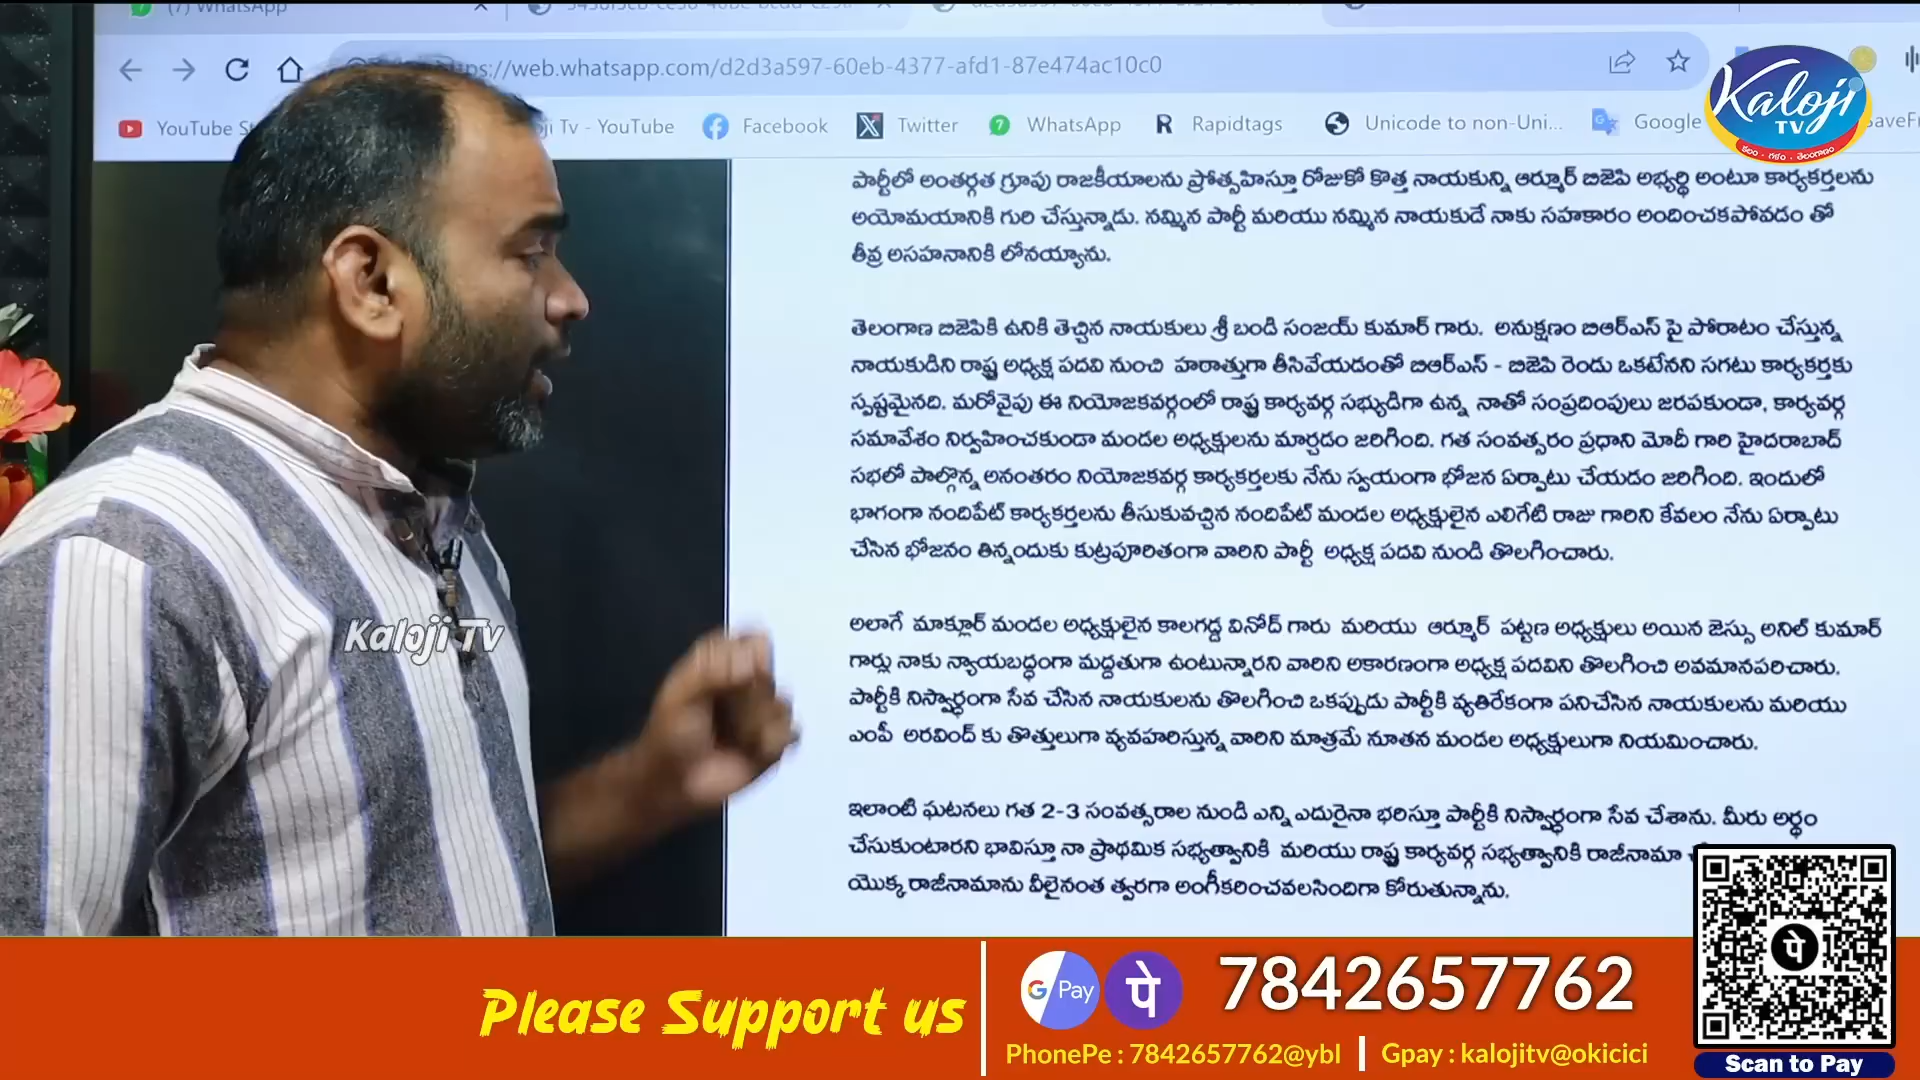 (7) WhatsApp
https://web.whatsapp.com/d2d3a597-60eb-4377-afd1-87e474ac10c0
YouTube
Tv - YouTube
Facebook
Twitter
WhatsApp
Rapidtags
Unicode to non-Uni...
Google
Kaloji
TV
కలం • గళం • తెలంగాణం
పార్టీలో అంతర్గత గ్రూపు రాజకీయాలను ప్రోత్సహిస్తూ రోజుకో కొత్త నాయకున్ని ఆర్మూర్ బిజెపి అభ్యర్థి అంటూ కార్యకర్తలను
అయోమయానికి గురి చేస్తున్నాడు. నమ్మిన పార్టీ మరియు నమ్మిన నాయకుడే నాకు సహకారం అందించకపోవడం తో
తీవ్ర అసహనానికి లోనయ్యాను.
తెలంగాణ బిజెపికి ఉనికి తెచ్చిన నాయకులు శ్రీ బండి సంజయ్ కుమార్ గారు. అనుక్షణం బిఆర్ఎస్ పై పోరాటం చేస్తున్న
నాయకుడిని రాష్ట్ర అధ్యక్ష పదవి నుంచి హఠాత్తుగా తీసివేయడంతో బిఆర్ఎస్ - బిజెపి రెండు ఒకటేనని సగటు కార్యకర్తకు
స్పష్టమైనది. మరోవైపు ఈ నియోజకవర్గంలో రాష్ట్ర కార్యవర్గ సభ్యుడిగా ఉన్న నాతో సంప్రదింపులు జరపకుండా, కార్యవర్గ
సమావేశం నిర్వహించకుండా మండల అధ్యక్షులను మార్చడం జరిగింది. గత సంవత్సరం ప్రధాని మోదీ గారి హైదరాబాద్
సభలో పాల్గొన్న అనంతరం నియోజకవర్గ కార్యకర్తలకు నేను స్వయంగా భోజన ఏర్పాటు చేయడం జరిగింది. ఇందులో
భాగంగా నందిపేట్ కార్యకర్తలను తీసుకువచ్చిన నందిపేట్ మండల అధ్యక్షులైన ఎలిగేటి రాజు గారిని కేవలం నేను ఏర్పాటు
చేసిన భోజనం తిన్నందుకు కుట్రపూరితంగా వారిని పార్టీ అధ్యక్ష పదవి నుండి తొలగించారు.
అలాగే మాక్లూర్ మండల అధ్యక్షులైన కాలగడ్డ వినోద్ గారు మరియు ఆర్మూర్ పట్టణ అధ్యక్షులు అయిన జెస్సు అనిల్ కుమార్
గార్లు నాకు న్యాయబద్ధంగా మద్దతుగా ఉంటున్నారని వారిని అకారణంగా అధ్యక్ష పదవిని తొలగించి అవమానపరిచారు.
పార్టీకి నిస్వార్థంగా సేవ చేసిన నాయకులను తొలగించి ఒకప్పుడు పార్టీకి వ్యతిరేకంగా పనిచేసిన నాయకులను మరియు
ఎంపీ అరవింద్ కు తొత్తులుగా వ్యవహరిస్తున్న వారిని మాత్రమే నూతన మండల అధ్యక్షులుగా నియమించారు.
ఇలాంటి ఘటనలు గత 2-3 సంవత్సరాల నుండి ఎన్ని ఎదురైనా భరిస్తూ పార్టీకి నిస్వార్థంగా సేవ చేశాను. మీరు అర్థం
చేసుకుంటారని భావిస్తూ నా ప్రాథమిక సభ్యత్వానికి మరియు రాష్ట్ర కార్యవర్గ సభ్యత్వానికి రాజీనామా
యొక్క రాజీనామాను వీలైనంత త్వరగా అంగీకరించవలసిందిగా కోరుతున్నాను.
Kaloji Tv
Please Support us
G Pay
पे
7842657762
PhonePe : 7842657762@ybl | Gpay : kalojitv@okicici
पे
Scan to Pay